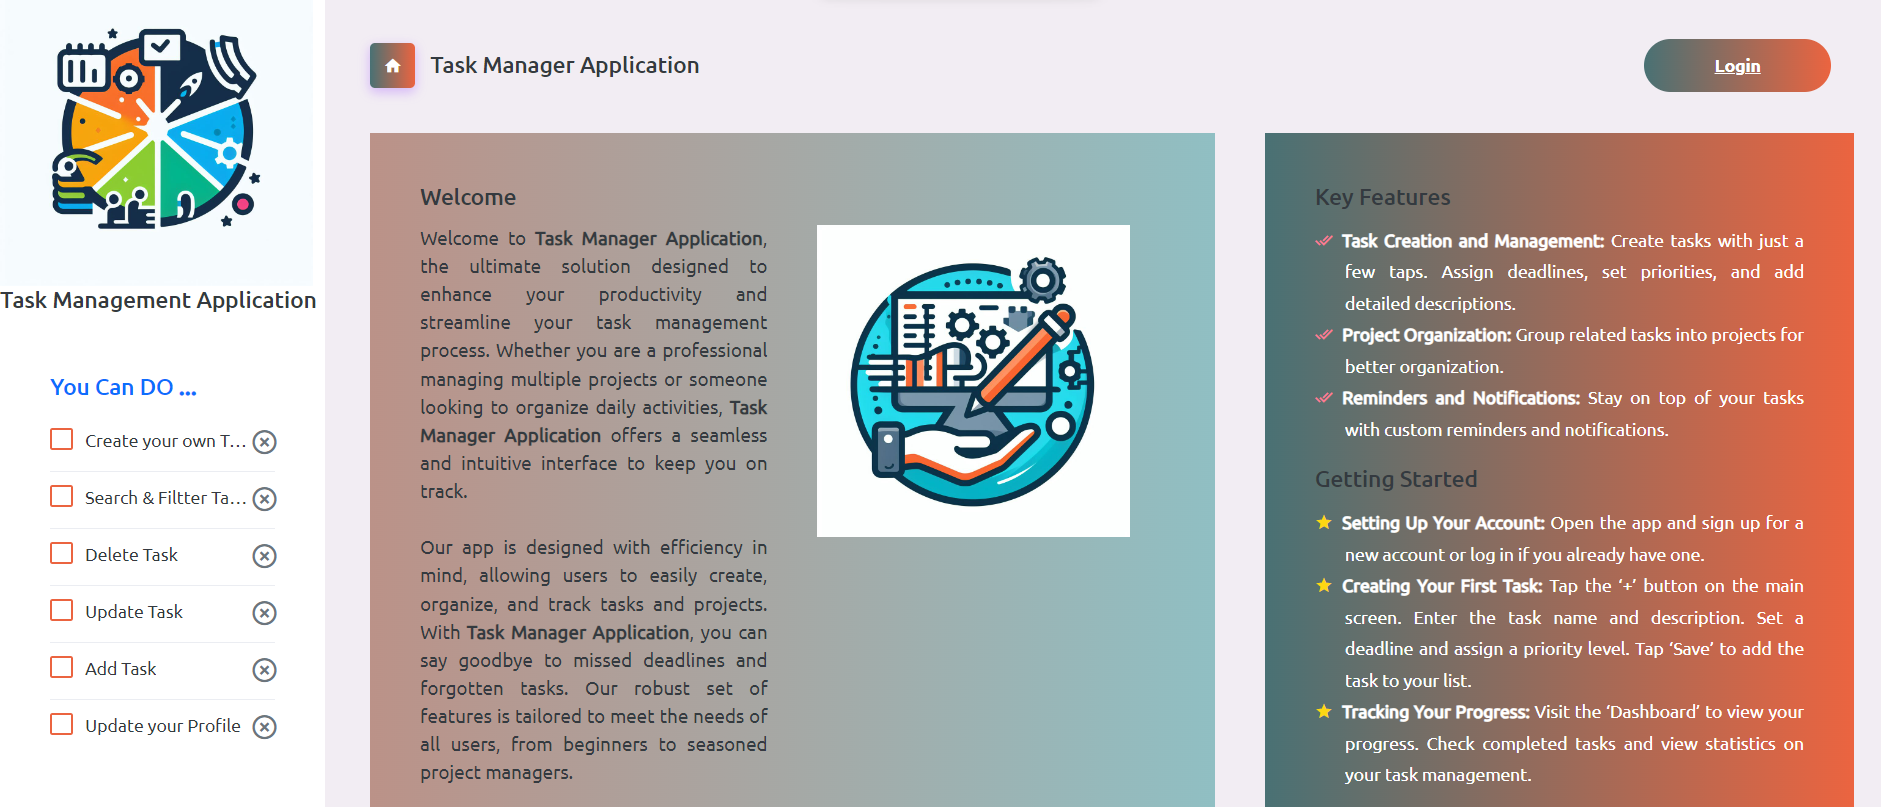 Task Management Application
You Can DO ...
Create your own T...
Search & Filtter Ta...
Delete Task
Update Task
Add Task
Update your Profile
Task Manager Application
Login
Welcome
Welcome to Task Manager Application,
the ultimate solution designed to
enhance your productivity and
streamline your task management
process. Whether you are a professional
managing multiple projects or someone
looking to organize daily activities, Task
Manager Application offers a seamless
and intuitive interface to keep you on
track.
Our app is designed with efficiency in
mind, allowing users to easily create,
organize, and track tasks and projects.
With Task Manager Application, you can
say goodbye to missed deadlines and
forgotten tasks. Our robust set of
features is tailored to meet the needs of
all users, from beginners to seasoned
project managers.
Key Features
Task Creation and Management: Create tasks with just a
few taps. Assign deadlines, set priorities, and add
detailed descriptions.
Project Organization: Group related tasks into projects for
better organization.
Reminders and Notifications: Stay on top of your tasks
with custom reminders and notifications.
Getting Started
Setting Up Your Account: Open the app and sign up for a
new account or log in if you already have one.
Creating Your First Task: Tap the ‘+’ button on the main
screen. Enter the task name and description. Set a
deadline and assign a priority level. Tap ‘Save’ to add the
task to your list.
Tracking Your Progress: Visit the ‘Dashboard’ to view your
progress. Check completed tasks and view statistics on
your task management.